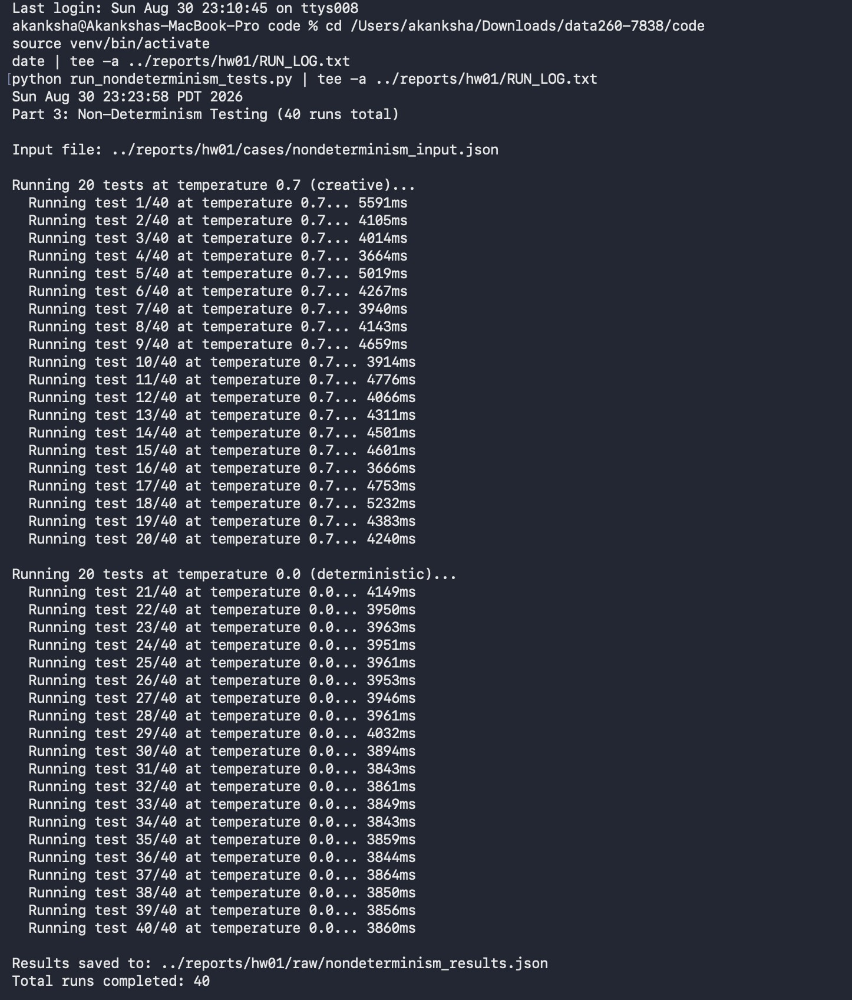 Last login: Sun Aug 30 23:10:45 on ttys008
akanksha@Akankshas-MacBook-Pro code % cd /Users/akanksha/Downloads/data260-7838/code
source venv/bin/activate
date | tee -a ../reports/hw01/RUN_LOG.txt
[python run_nondeterminism_tests.py | tee -a ../reports/hw01/RUN_LOG.txt
Sun Aug 30 23:23:58 PDT 2026
Part 3: Non-Determinism Testing (40 runs total)

Input file: ../reports/hw01/cases/nondeterminism_input.json

Running 20 tests at temperature 0.7 (creative)...
  Running test 1/40 at temperature 0.7... 5591ms
  Running test 2/40 at temperature 0.7... 4105ms
  Running test 3/40 at temperature 0.7... 4014ms
  Running test 4/40 at temperature 0.7... 3664ms
  Running test 5/40 at temperature 0.7... 5019ms
  Running test 6/40 at temperature 0.7... 4267ms
  Running test 7/40 at temperature 0.7... 3940ms
  Running test 8/40 at temperature 0.7... 4143ms
  Running test 9/40 at temperature 0.7... 4659ms
  Running test 10/40 at temperature 0.7... 3914ms
  Running test 11/40 at temperature 0.7... 4776ms
  Running test 12/40 at temperature 0.7... 4066ms
  Running test 13/40 at temperature 0.7... 4311ms
  Running test 14/40 at temperature 0.7... 4501ms
  Running test 15/40 at temperature 0.7... 4601ms
  Running test 16/40 at temperature 0.7... 3666ms
  Running test 17/40 at temperature 0.7... 4753ms
  Running test 18/40 at temperature 0.7... 5232ms
  Running test 19/40 at temperature 0.7... 4383ms
  Running test 20/40 at temperature 0.7... 4240ms

Running 20 tests at temperature 0.0 (deterministic)...
  Running test 21/40 at temperature 0.0... 4149ms
  Running test 22/40 at temperature 0.0... 3950ms
  Running test 23/40 at temperature 0.0... 3963ms
  Running test 24/40 at temperature 0.0... 3951ms
  Running test 25/40 at temperature 0.0... 3961ms
  Running test 26/40 at temperature 0.0... 3953ms
  Running test 27/40 at temperature 0.0... 3946ms
  Running test 28/40 at temperature 0.0... 3961ms
  Running test 29/40 at temperature 0.0... 4032ms
  Running test 30/40 at temperature 0.0... 3894ms
  Running test 31/40 at temperature 0.0... 3843ms
  Running test 32/40 at temperature 0.0... 3861ms
  Running test 33/40 at temperature 0.0... 3849ms
  Running test 34/40 at temperature 0.0... 3843ms
  Running test 35/40 at temperature 0.0... 3859ms
  Running test 36/40 at temperature 0.0... 3844ms
  Running test 37/40 at temperature 0.0... 3864ms
  Running test 38/40 at temperature 0.0... 3850ms
  Running test 39/40 at temperature 0.0... 3856ms
  Running test 40/40 at temperature 0.0... 3860ms

Results saved to: ../reports/hw01/raw/nondeterminism_results.json
Total runs completed: 40